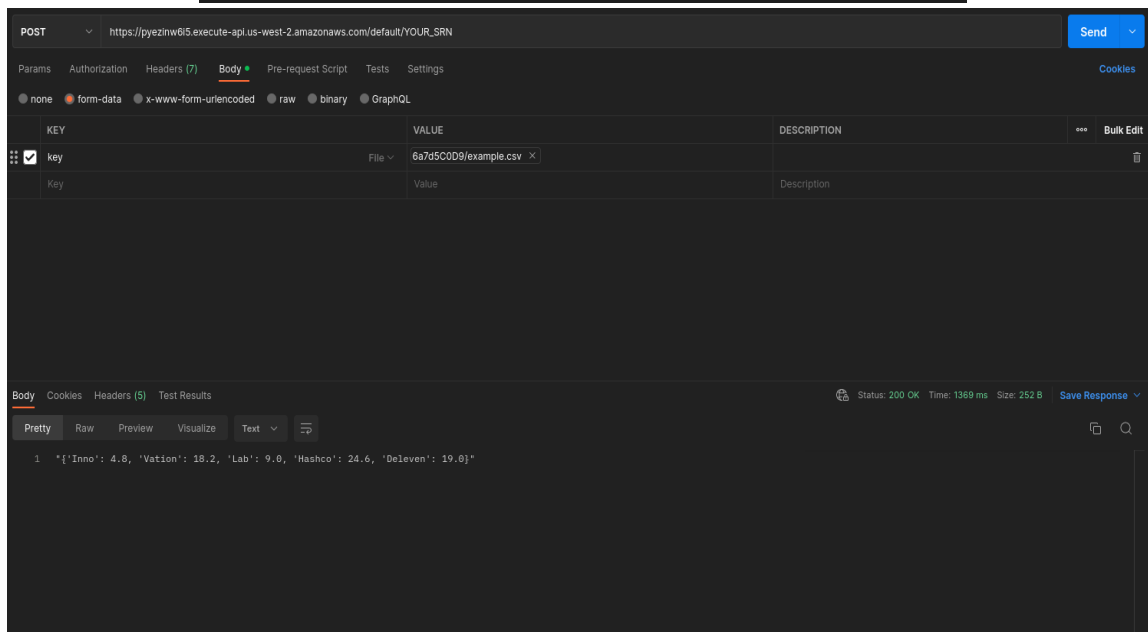 POST https://pyezinw6i5.execute-api.us-west-2.amazonaws.com/default/YOUR_SRN Send
Params Authorization Headers (7) Body Pre-request Script Tests Settings Cookies
none form-data x-www-form-urlencoded raw binary GraphQL
KEY VALUE DESCRIPTION ooo Bulk Edit
key File 6a7d5C0D9/example.csv ×
Key Value Description
Body Cookies Headers (5) Test Results Status: 200 OK Time: 1369 ms Size: 252 B Save Response
Pretty Raw Preview Visualize Text
1 "{'Inno': 4.8, 'Vation': 18.2, 'Lab': 9.0, 'Hashco': 24.6, 'Deleven': 19.0}"